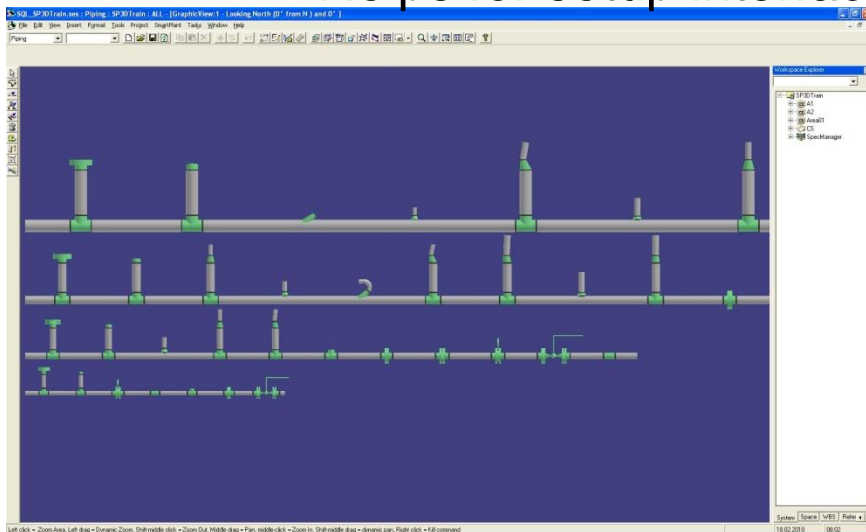 SQL_SP3DTrain.ses : Piping : SP3DTrain : ALL - [GraphicView:1 - Looking North (0° from N ) and 0° ]
File Edit View Insert Format Tools Project SmartPlant Tasks Window Help
Piping
Workspace Explorer
SP3DTrain
A1
A2
Area01
CS
SpecManager
System Space WBS Refer
Left click = Zoom Area, Left drag = Dynamic Zoom, Shift-middle click = Zoom Out, Middle drag = Pan, middle-click = Zoom In, Shift-middle drag = dynamic pan, Right click = Kill command
18.02.2010 08:02